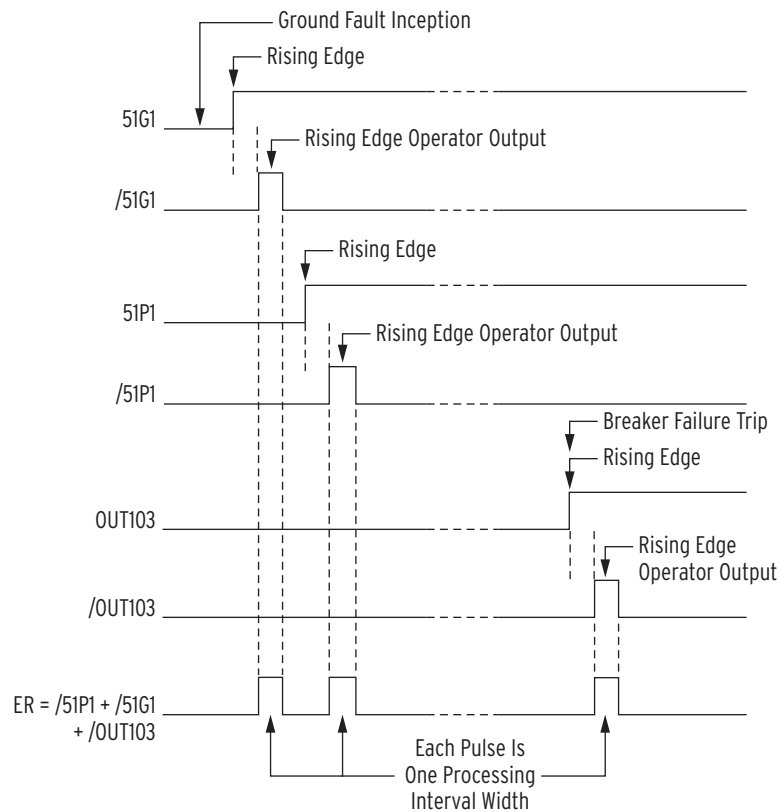 Ground Fault Inception
Rising Edge
51G1
Rising Edge Operator Output
/51G1
Rising Edge
51P1
Rising Edge Operator Output
/51P1
Breaker Failure Trip
Rising Edge
OUT103
Rising Edge
Operator Output
/OUT103
ER = /51P1 + /51G1
+ /OUT103
Each Pulse Is
One Processing
Interval Width